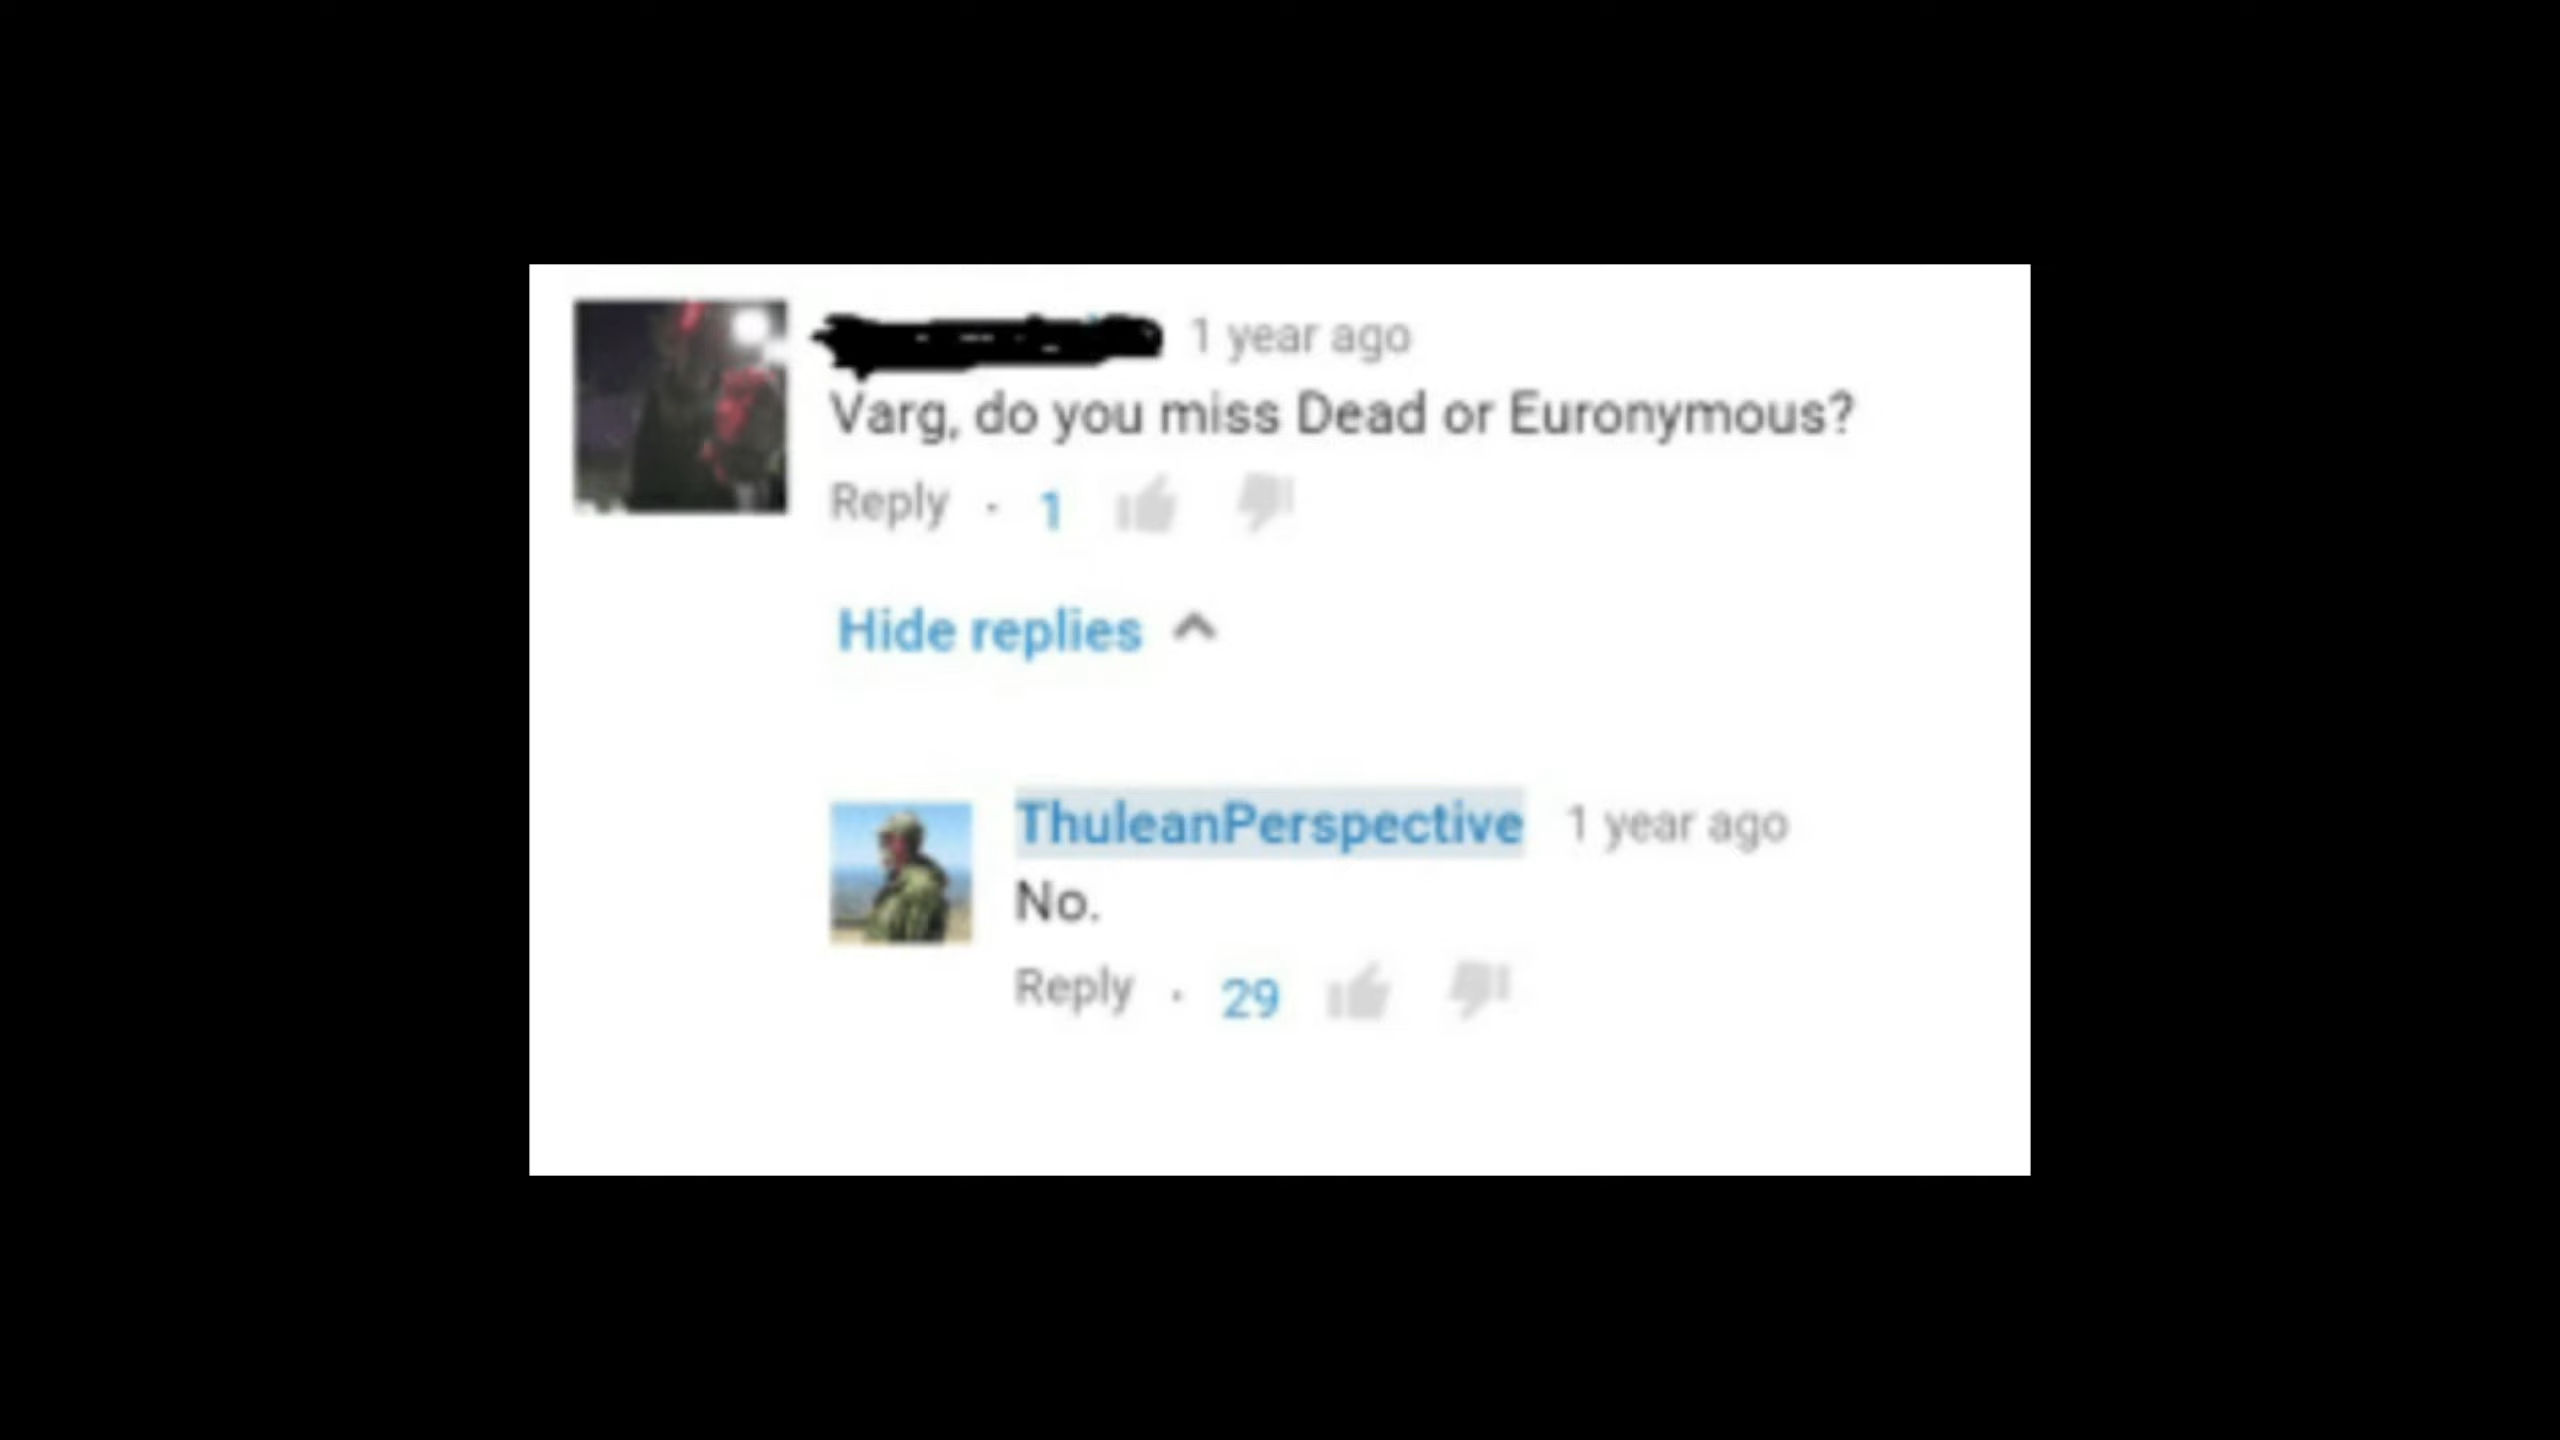 1 year ago
Varg, do you miss Dead or Euronymous?
Reply · 1
Hide replies
ThuleanPerspective 1 year ago
No.
Reply · 29